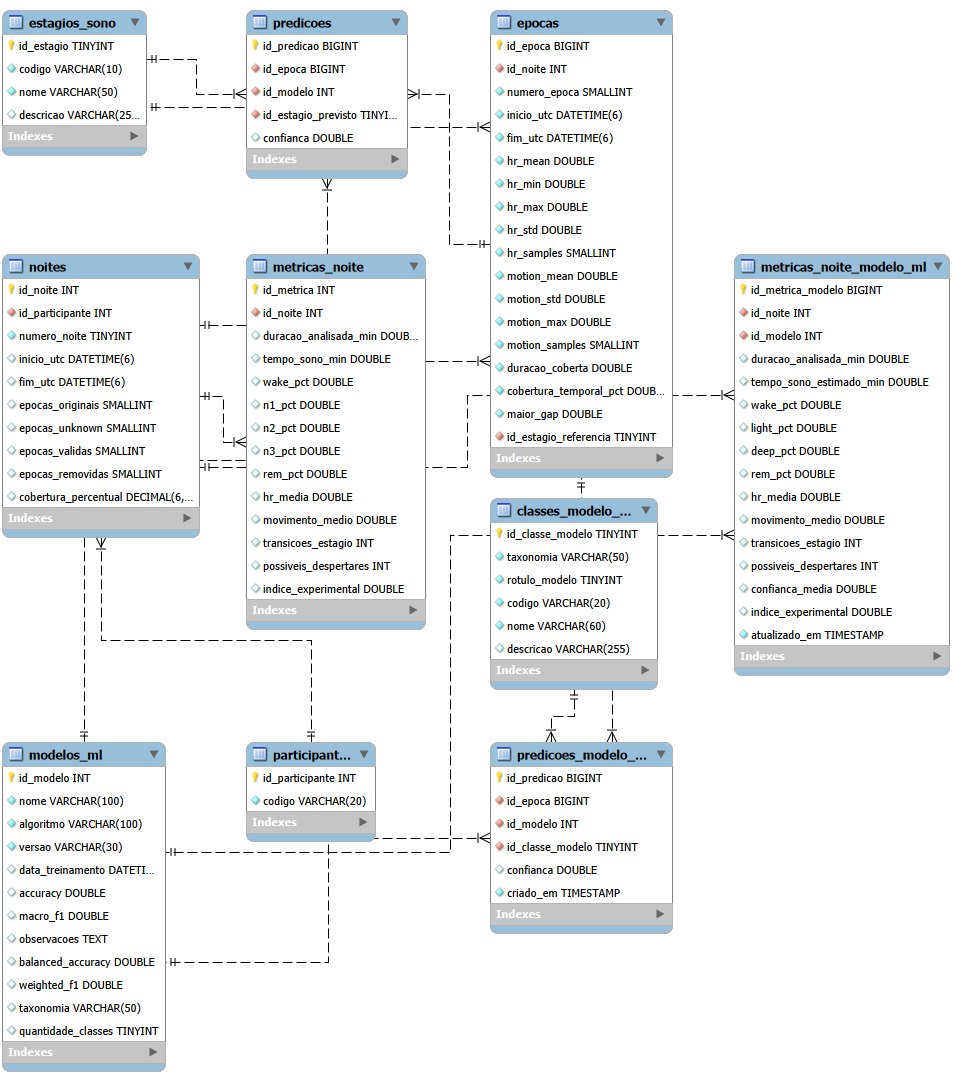 estagios_sono
id_estagio TINYINT
codigo VARCHAR(10)
nome VARCHAR(50)
descricao VARCHAR(25...
Indexes
predicoes
id_predicao BIGINT
id_epoca BIGINT
id_modelo INT
id_estagio_previsto TINYI...
confianca DOUBLE
Indexes
epocas
id_epoca BIGINT
id_noite INT
numero_epoca SMALLINT
inicio_utc DATETIME(6)
fim_utc DATETIME(6)
hr_mean DOUBLE
hr_min DOUBLE
hr_max DOUBLE
hr_std DOUBLE
hr_samples SMALLINT
motion_mean DOUBLE
motion_std DOUBLE
motion_max DOUBLE
motion_samples SMALLINT
duracao_coberta DOUBLE
cobertura_temporal_pct DOUB...
maior_gap DOUBLE
id_estagio_referencia TINYINT
Indexes
noites
id_noite INT
id_participante INT
numero_noite TINYINT
inicio_utc DATETIME(6)
fim_utc DATETIME(6)
epocas_originais SMALLINT
epocas_unknown SMALLINT
epocas_validas SMALLINT
epocas_removidas SMALLINT
cobertura_percentual DECIMAL(6,...
Indexes
metricas_noite
id_metrica INT
id_noite INT
duracao_analisada_min DOUB...
tempo_sono_min DOUBLE
wake_pct DOUBLE
n1_pct DOUBLE
n2_pct DOUBLE
n3_pct DOUBLE
rem_pct DOUBLE
hr_media DOUBLE
movimento_medio DOUBLE
transicoes_estagio INT
possiveis_despertares INT
indice_experimental DOUBLE
Indexes
metricas_noite_modelo_ml
id_metrica_modelo BIGINT
id_noite INT
id_modelo INT
duracao_analisada_min DOUBLE
tempo_sono_estimado_min DOUBLE
wake_pct DOUBLE
light_pct DOUBLE
deep_pct DOUBLE
rem_pct DOUBLE
hr_media DOUBLE
movimento_medio DOUBLE
transicoes_estagio INT
possiveis_despertares INT
confianca_media DOUBLE
indice_experimental DOUBLE
atualizado_em TIMESTAMP
Indexes
classes_modelo_...
id_classe_modelo TINYINT
taxonomia VARCHAR(50)
rotulo_modelo TINYINT
codigo VARCHAR(20)
nome VARCHAR(60)
descricao VARCHAR(255)
Indexes
modelos_ml
id_modelo INT
nome VARCHAR(100)
algoritmo VARCHAR(100)
versao VARCHAR(30)
data_treinamento DATETI...
accuracy DOUBLE
macro_f1 DOUBLE
observacoes TEXT
balanced_accuracy DOUBLE
weighted_f1 DOUBLE
taxonomia VARCHAR(50)
quantidade_classes TINYINT
Indexes
participant...
id_participante INT
codigo VARCHAR(20)
Indexes
predicoes_modelo_...
id_predicao BIGINT
id_epoca BIGINT
id_modelo INT
id_classe_modelo TINYINT
confianca DOUBLE
criado_em TIMESTAMP
Indexes